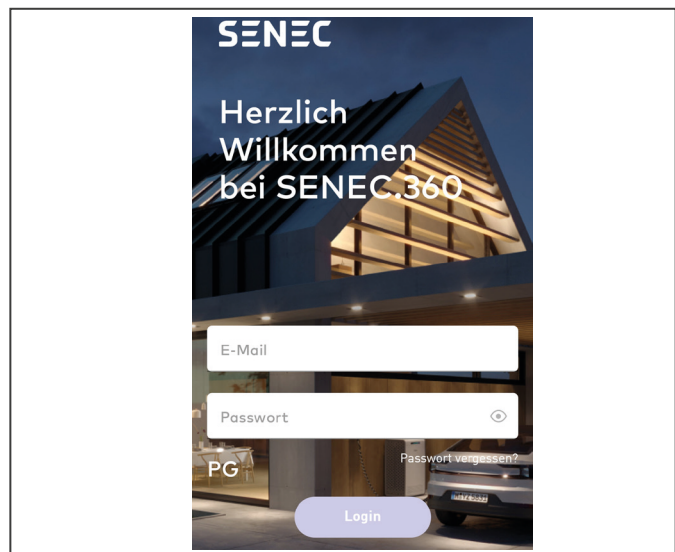 SENEC
Herzlich
Willkommen
bei SENEC.360
E-Mail
Passwort
Passwort vergessen?
PG
Login